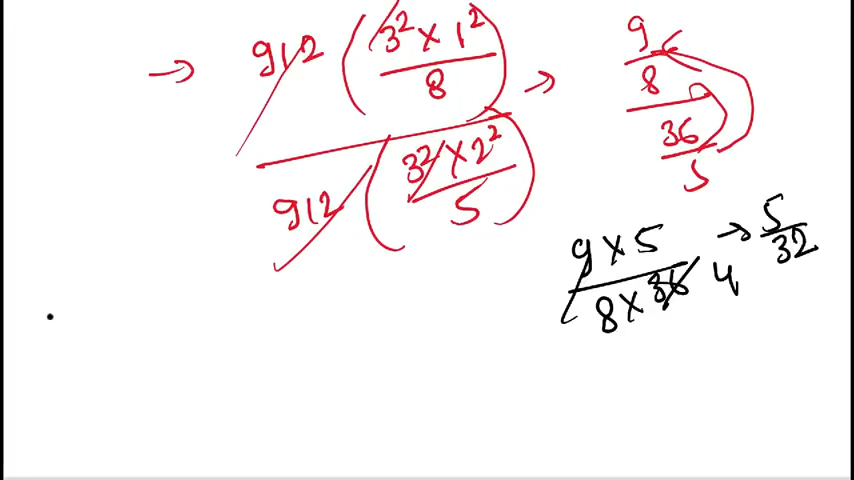 → 912 (3² × 1² / 8) → 9 / 8
912 (3² × 2² / 5) 36 / 5
9 × 5 → 5
8 × 36 4 32